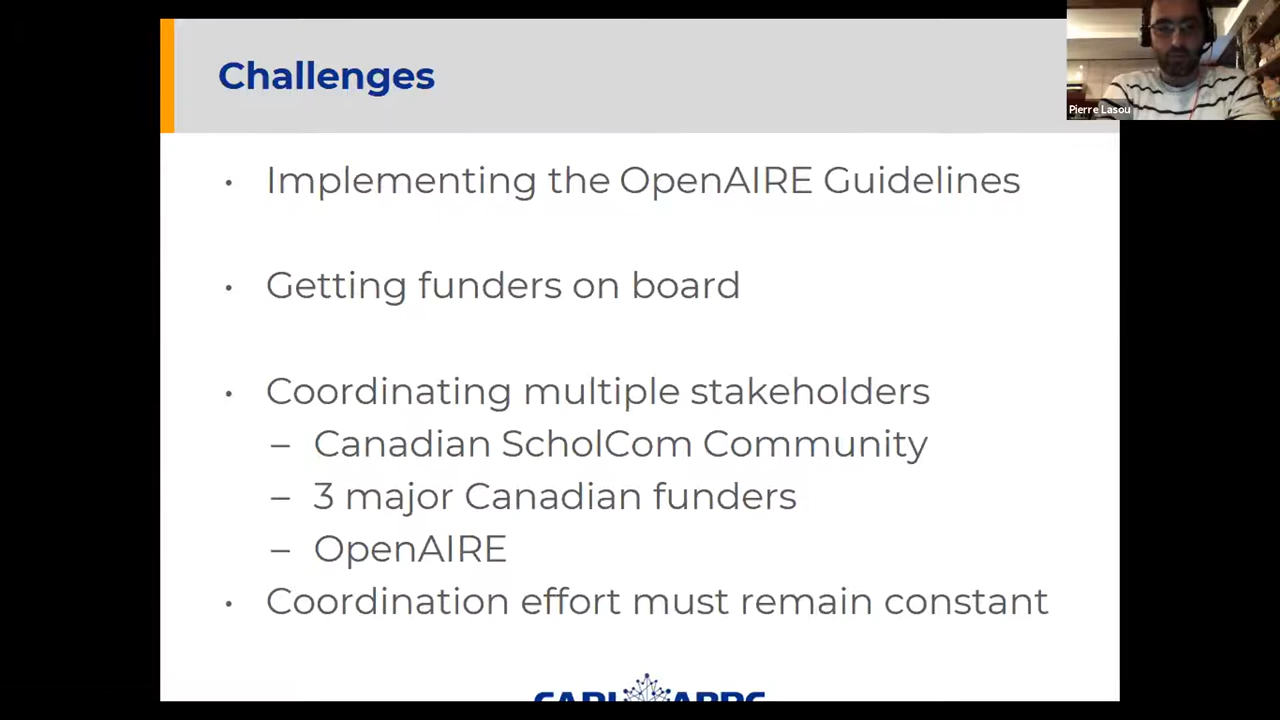 Challenges
Pierre Lasou
• Implementing the OpenAIRE Guidelines
• Getting funders on board
• Coordinating multiple stakeholders
– Canadian ScholCom Community
– 3 major Canadian funders
– OpenAIRE
• Coordination effort must remain constant